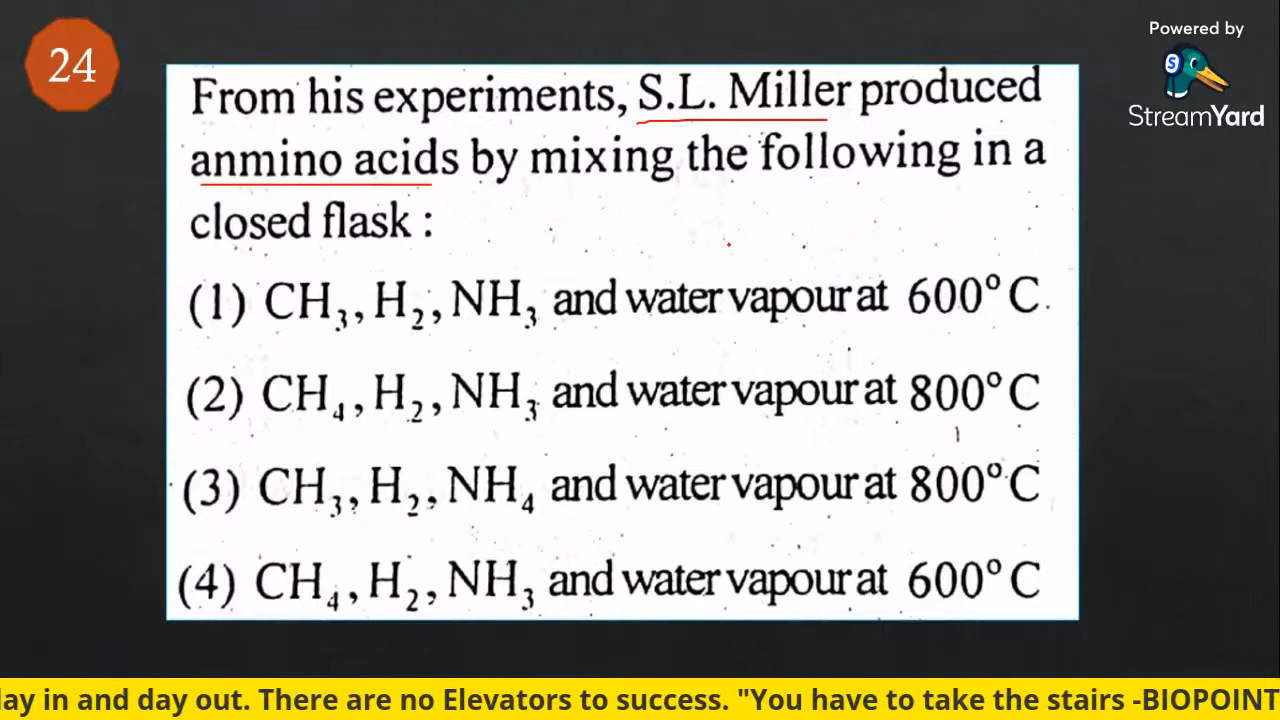 24
Powered by
StreamYard
From his experiments, S.L. Miller produced
anmino acids by mixing the following in a
closed flask :
(1) CH₃, H₂, NH₃ and water vapour at 600°C.
(2) CH₄, H₂, NH₃ and water vapour at 800°C
(3) CH₃, H₂, NH₄ and water vapour at 800°C
(4) CH₄, H₂, NH₃ and water vapour at 600°C
in and day out. There are no Elevators to success. "You have to take the stairs -BIOPOINT